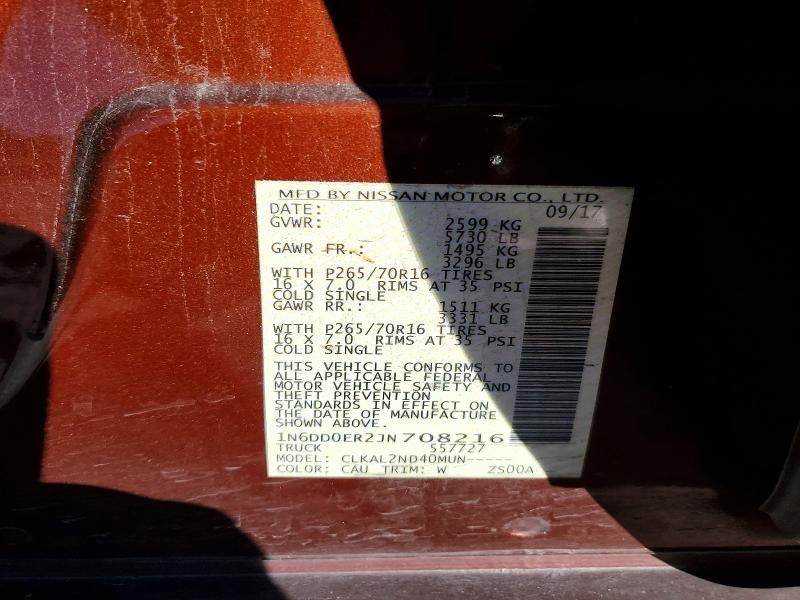 MFD BY NISSAN MOTOR CO., LTD.
DATE: 09/17
GVWR: 2599 KG
5730 LB
GAWR FR.: 1495 KG
3296 LB
WITH P265/70R16 TIRES
16 X 7.0 RIMS AT 35 PSI
COLD SINGLE
GAWR RR.: 1511 KG
3331 LB
WITH P265/70R16 TIRES
16 X 7.0 RIMS AT 35 PSI
COLD SINGLE
THIS VEHICLE CONFORMS TO
ALL APPLICABLE FEDERAL
MOTOR VEHICLE SAFETY AND
THEFT PREVENTION
STANDARDS IN EFFECT ON
THE DATE OF MANUFACTURE
SHOWN ABOVE.
1N6DD0ER2JN708216
TRUCK 557727
MODEL: CLKAL2ND40MUN-----
COLOR: CAU TRIM: W ZS00A